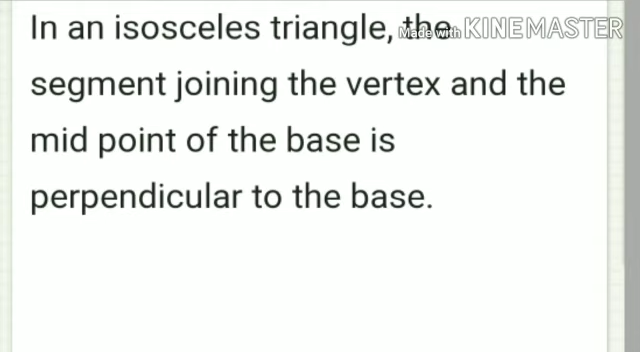 In an isosceles triangle, the
Made with KINEMASTER
segment joining the vertex and the
mid point of the base is
perpendicular to the base.